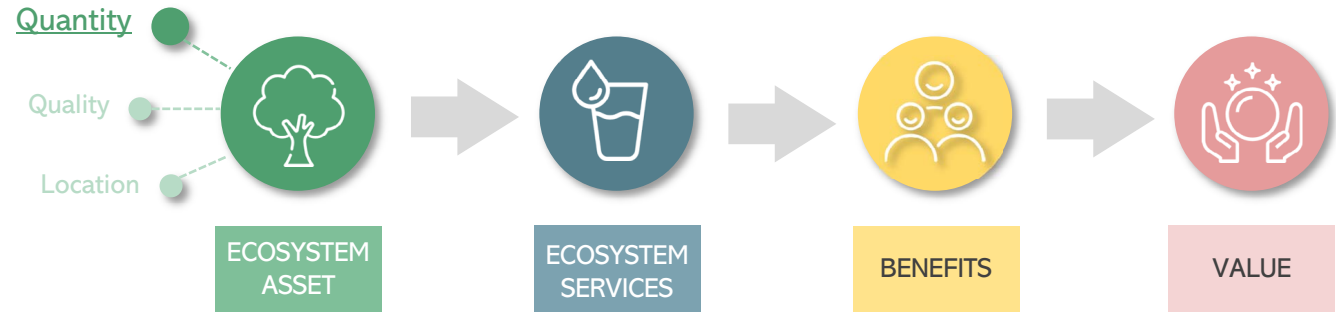 Quantity
Quality
Location
ECOSYSTEM
ASSET
ECOSYSTEM
SERVICES
BENEFITS
VALUE